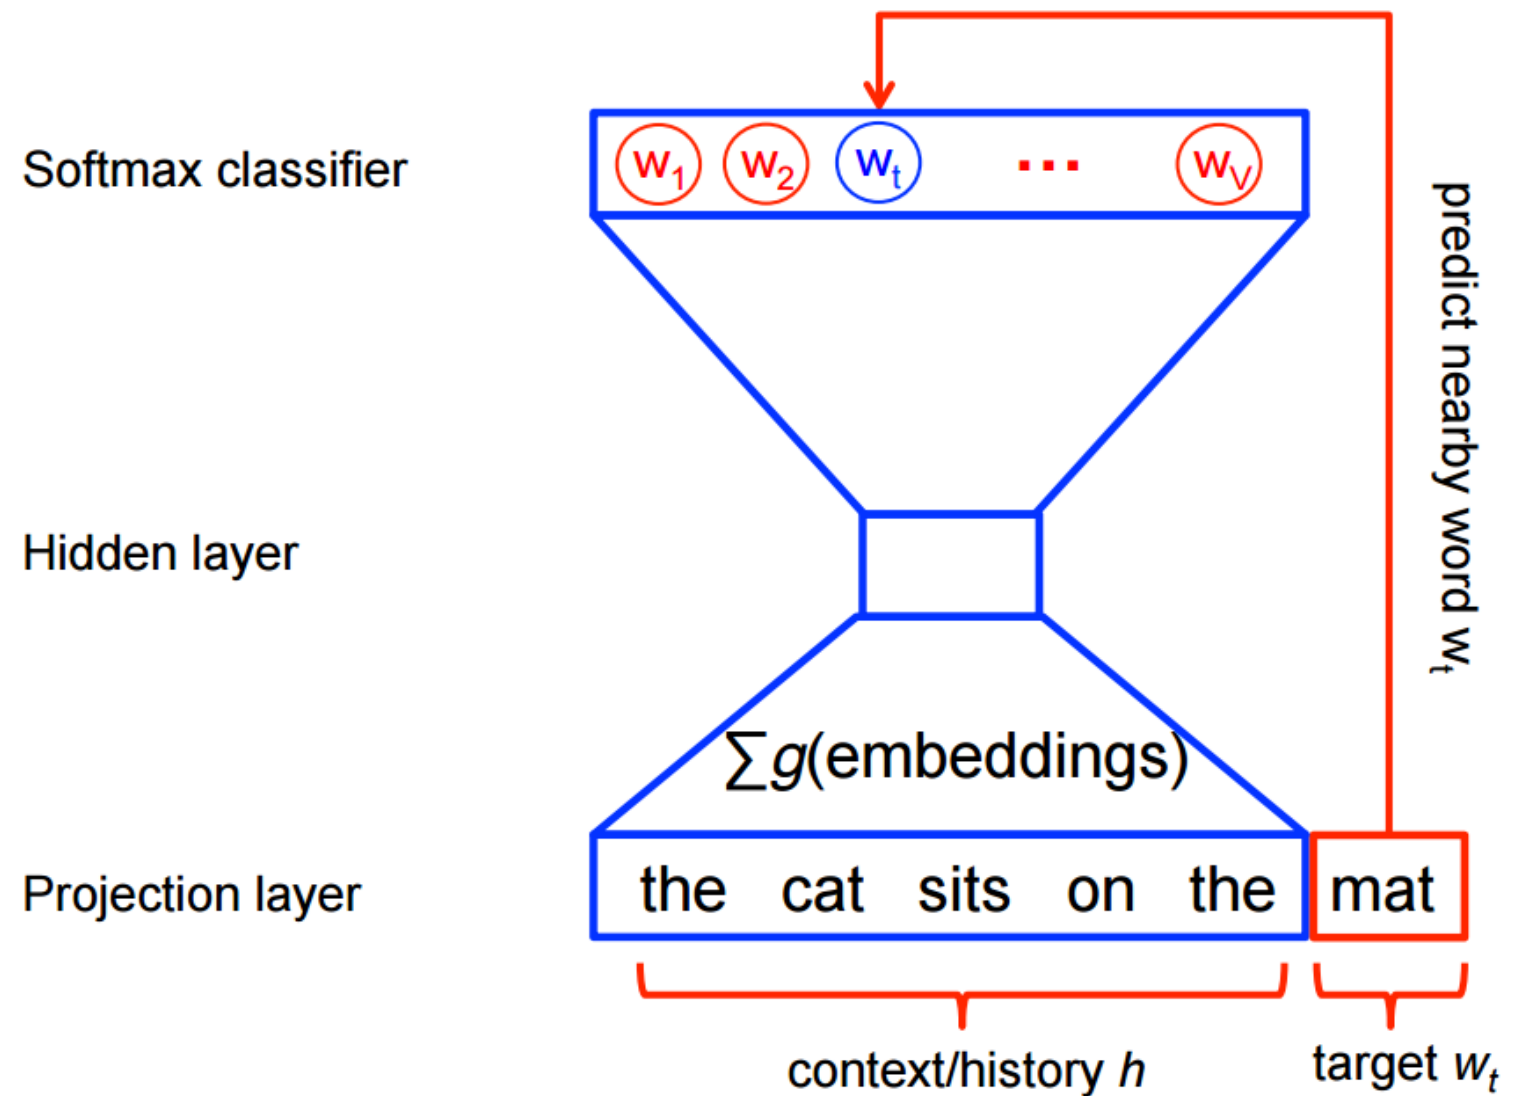 Softmax classifier
w1 w2 wt ... wV
predict nearby word wt
Hidden layer
∑g(embeddings)
Projection layer
the cat sits on the mat
context/history h
target wt